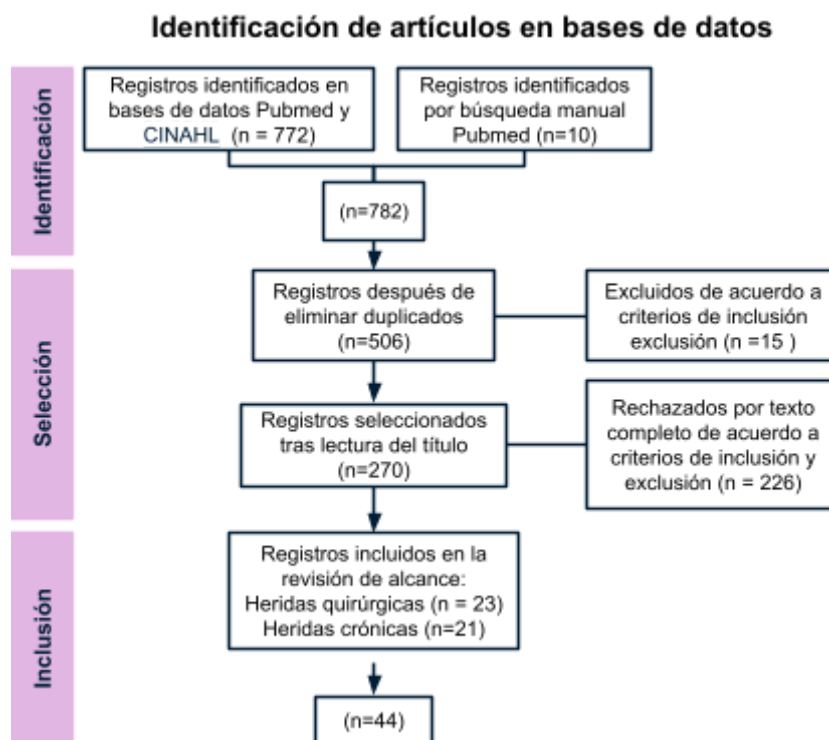 Identificación de artículos en bases de datos
Identificación
Registros identificados en
bases de datos Pubmed y
CINAHL (n = 772)
Registros identificados
por búsqueda manual
Pubmed (n=10)
(n=782)
Selección
Registros después de
eliminar duplicados
(n=506)
Excluidos de acuerdo a
criterios de inclusión
exclusión (n =15 )
Registros seleccionados
tras lectura del título
(n=270)
Rechazados por texto
completo de acuerdo a
criterios de inclusión y
exclusión (n = 226)
Inclusión
Registros incluidos en la
revisión de alcance:
Heridas quirúrgicas (n = 23)
Heridas crónicas (n=21)
(n=44)